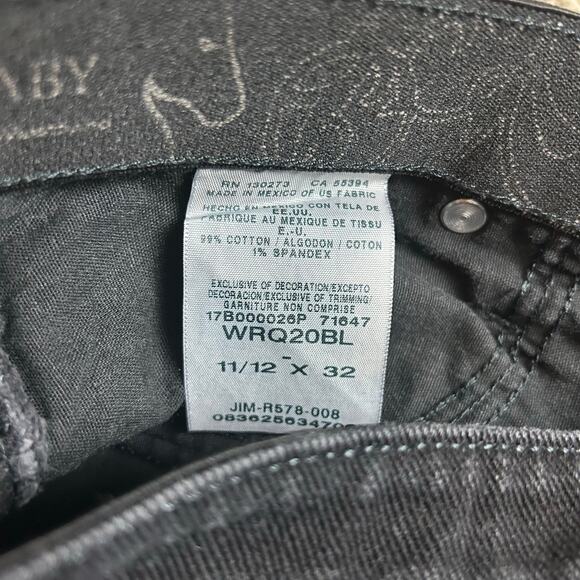 ABY
RN 130273 CA 55394
MADE IN MEXICO OF US FABRIC
HECHO EN MEXICO CON TELA DE
EE.UU.
FABRIQUE AU MEXIQUE DE TISSU
E.-U.
99% COTTON / ALGODON / COTON
1% SPANDEX
EXCLUSIVE OF DECORATION/EXCEPTO
DECORACION/EXCLUSIVE OF TRIMMING/
GARNITURE NON COMPRISE
17B000026P 71647
WRQ20BL
-
11/12 X 32
JIM-R578-008